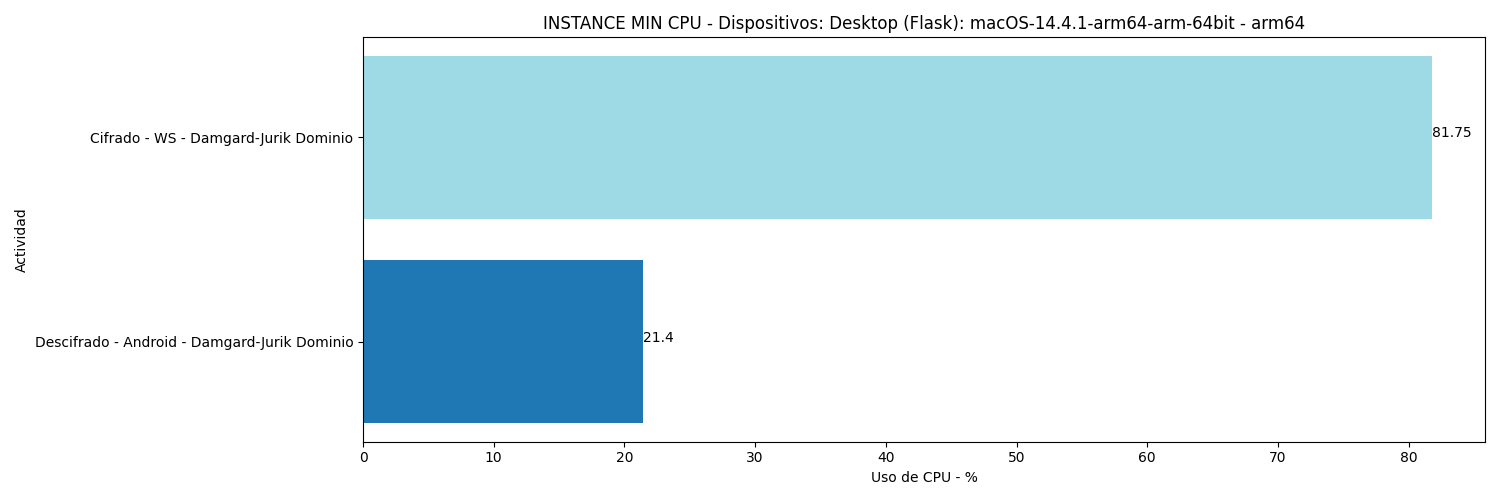 INSTANCE MIN CPU - Dispositivos: Desktop (Flask): macOS-14.4.1-arm64-arm-64bit - arm64
Actividad
Cifrado - WS - Damgard-Jurik Dominio
81.75
Descifrado - Android - Damgard-Jurik Dominio
21.4
0 10 20 30 40 50 60 70 80
Uso de CPU - %